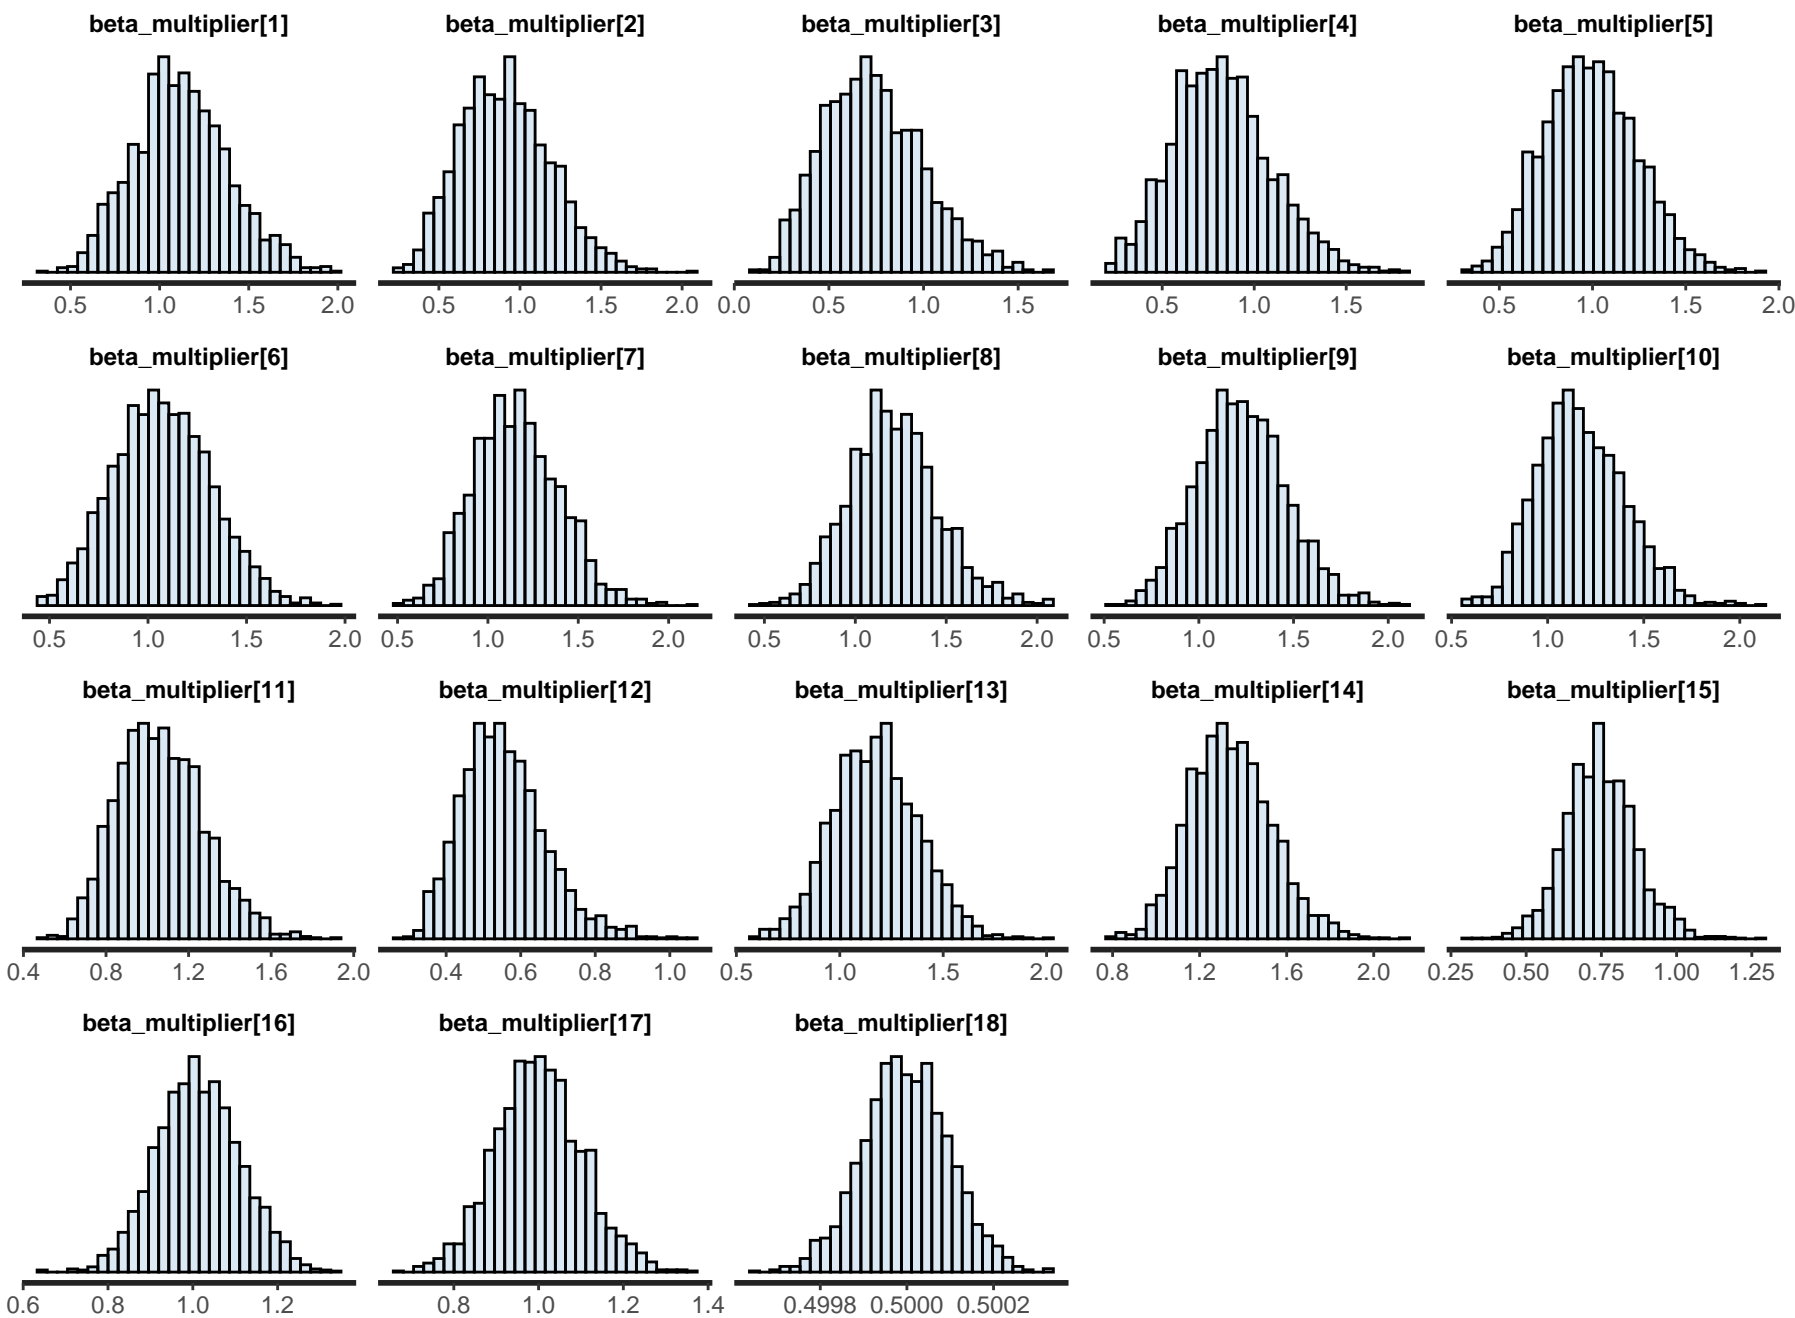 beta_multiplier[1] beta_multiplier[2] beta_multiplier[3] beta_multiplier[4] beta_multiplier[5]
0.5 1.0 1.5 2.0 0.5 1.0 1.5 2.0 0.0 0.5 1.0 1.5 0.5 1.0 1.5 0.5 1.0 1.5 2.0
beta_multiplier[6] beta_multiplier[7] beta_multiplier[8] beta_multiplier[9] beta_multiplier[10]
0.5 1.0 1.5 2.0 0.5 1.0 1.5 2.0 0.5 1.0 1.5 2.0 0.5 1.0 1.5 2.0 0.5 1.0 1.5 2.0
beta_multiplier[11] beta_multiplier[12] beta_multiplier[13] beta_multiplier[14] beta_multiplier[15]
0.4 0.8 1.2 1.6 2.0 0.4 0.6 0.8 1.0 0.5 1.0 1.5 2.0 0.8 1.2 1.6 2.0 0.25 0.50 0.75 1.00 1.25
beta_multiplier[16] beta_multiplier[17] beta_multiplier[18]
0.6 0.8 1.0 1.2 0.8 1.0 1.2 1.4 0.4998 0.5000 0.5002